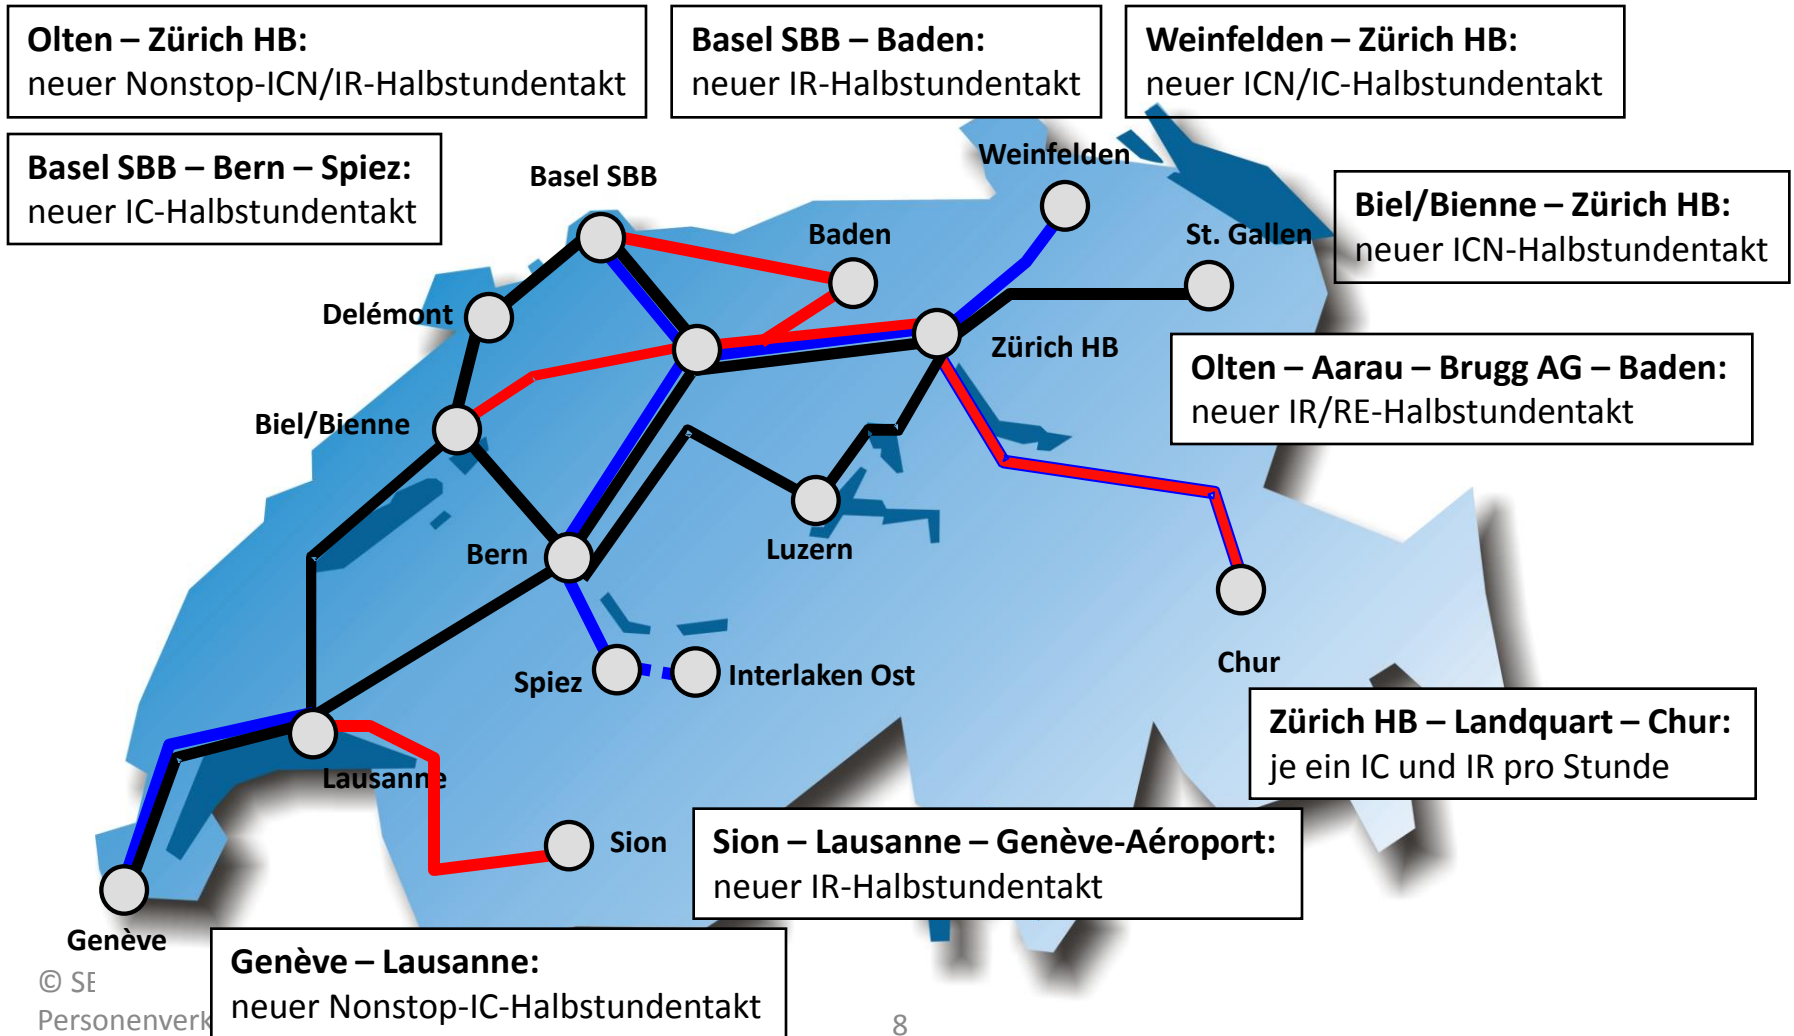 Olten – Zürich HB:
neuer Nonstop-ICN/IR-Halbstundentakt
Basel SBB – Baden:
neuer IR-Halbstundentakt
Weinfelden – Zürich HB:
neuer ICN/IC-Halbstundentakt
Basel SBB – Bern – Spiez:
neuer IC-Halbstundentakt
Basel SBB
Weinfelden
Biel/Bienne – Zürich HB:
neuer ICN-Halbstundentakt
Baden
St. Gallen
Delémont
Zürich HB
Olten – Aarau – Brugg AG – Baden:
neuer IR/RE-Halbstundentakt
Biel/Bienne
Bern
Luzern
Spiez
Interlaken Ost
Chur
Zürich HB – Landquart – Chur:
je ein IC und IR pro Stunde
Lausanne
Sion
Sion – Lausanne – Genève-Aéroport:
neuer IR-Halbstundentakt
Genève
Genève – Lausanne:
neuer Nonstop-IC-Halbstundentakt
©
8